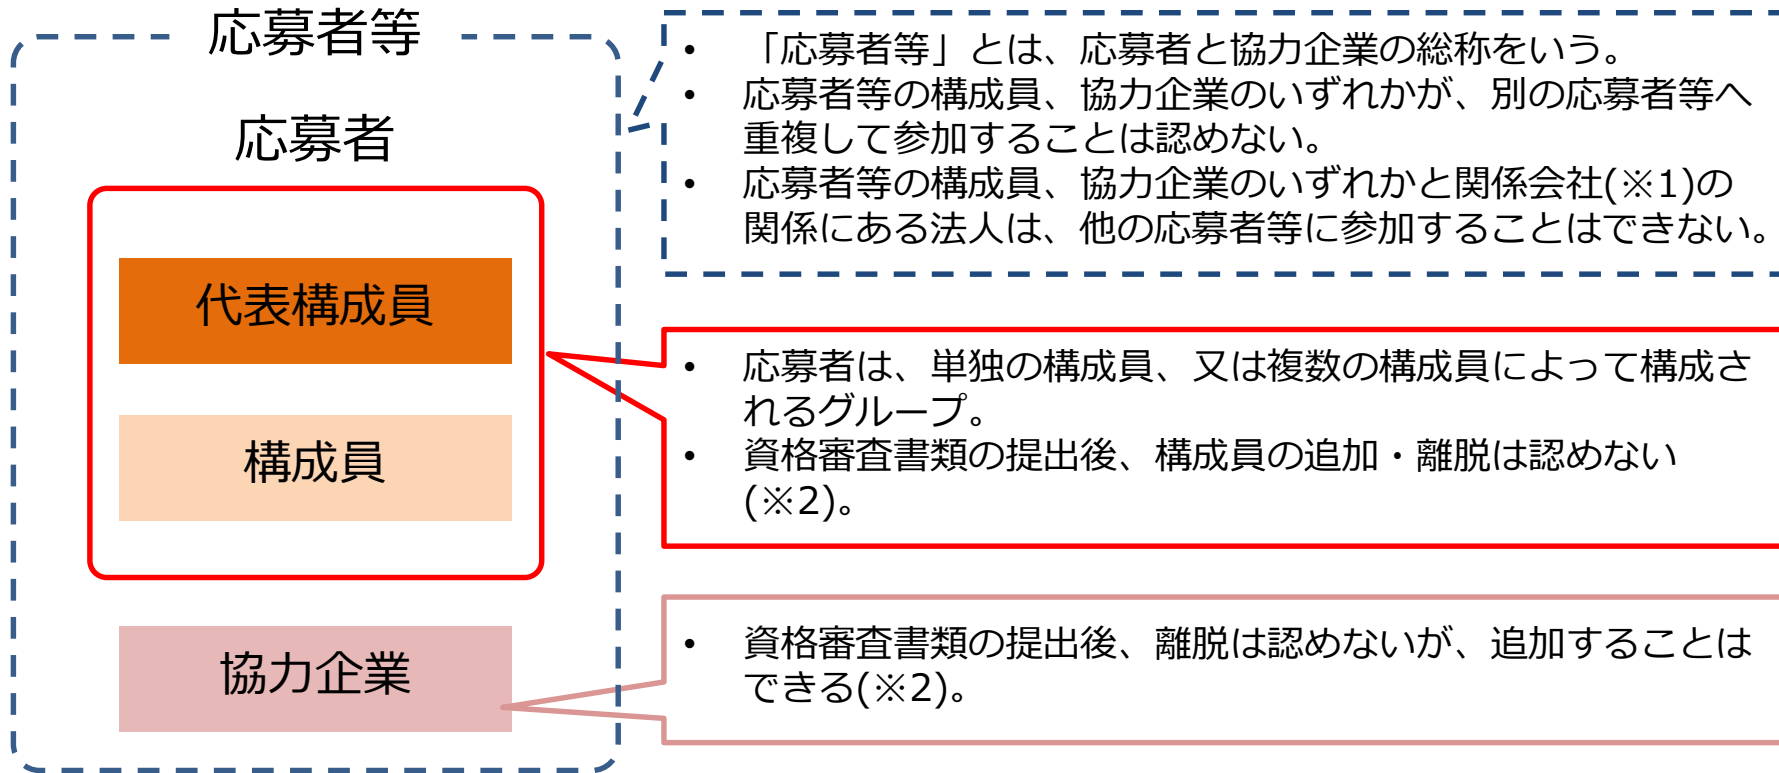 応募者等
応募者
代表構成員
構成員
協力企業
• 「応募者等」とは、応募者と協力企業の総称をいう。
• 応募者等の構成員、協力企業のいずれかが、別の応募者等へ
重複して参加することは認めない。
• 応募者等の構成員、協力企業のいずれかと関係会社(※1)の
関係にある法人は、他の応募者等に参加することはできない。
• 応募者は、単独の構成員、又は複数の構成員によって構成さ
れるグループ。
• 資格審査書類の提出後、構成員の追加・離脱は認めない
(※2)。
• 資格審査書類の提出後、離脱は認めないが、追加することは
できる(※2)。